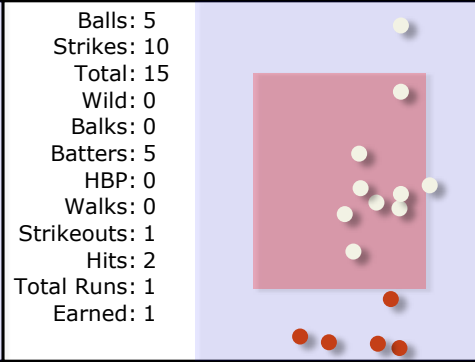 Balls: 5
Strikes: 10
Total: 15
Wild: 0
Balks: 0
Batters: 5
HBP: 0
Walks: 0
Strikeouts: 1
Hits: 2
Total Runs: 1
Earned: 1